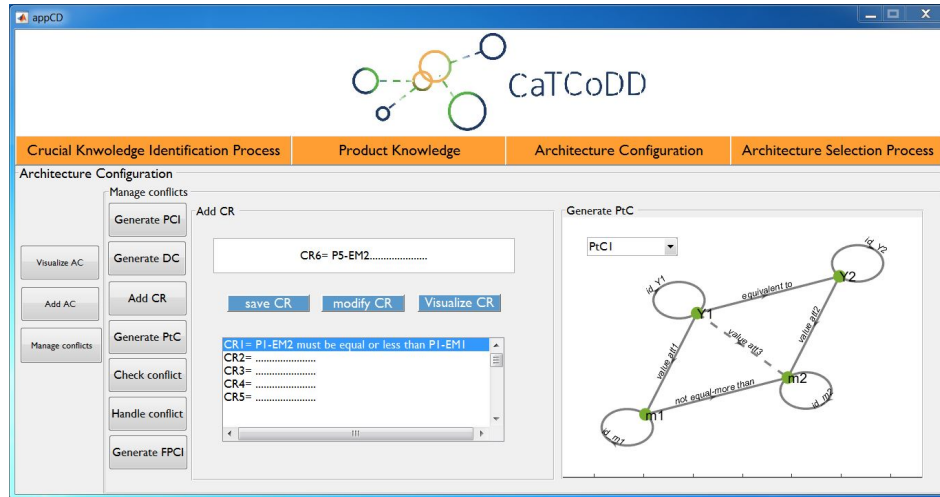 appCD
CaTCoDD
Crucial Knwoledge Identification Process
Product Knowledge
Architecture Configuration
Architecture Selection Process
Architecture Configuration
Manage conflicts
Visualize AC
Add AC
Manage conflicts
Generate PCI
Generate DC
Add CR
Generate PtC
Check conflict
Handle conflict
Generate FPCI
Add CR
CR6= P5-EM2.....................
save CR
modify CR
Visualize CR
CR1= P1-EM2 must be equal or less than P1-EM1
CR2= ......................
CR3= ......................
CR4= ......................
CR5= ......................
Generate PtC
PtC1
id_Y2
Y2
id_Y1
equivalent to
Y1
value att1
value att3
value att2
not equal-more than
m2
m1
id_m2
id_m1